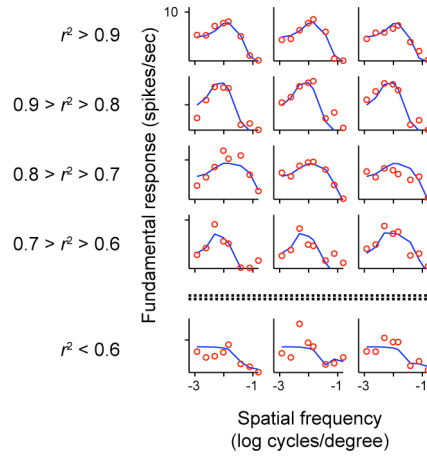 10
r² > 0.9
0.9 > r² > 0.8
0.8 > r² > 0.7
0.7 > r² > 0.6
r² < 0.6
Fundamental response (spikes/sec)
-3 -1 -3 -1 -3 -1
Spatial frequency
(log cycles/degree)